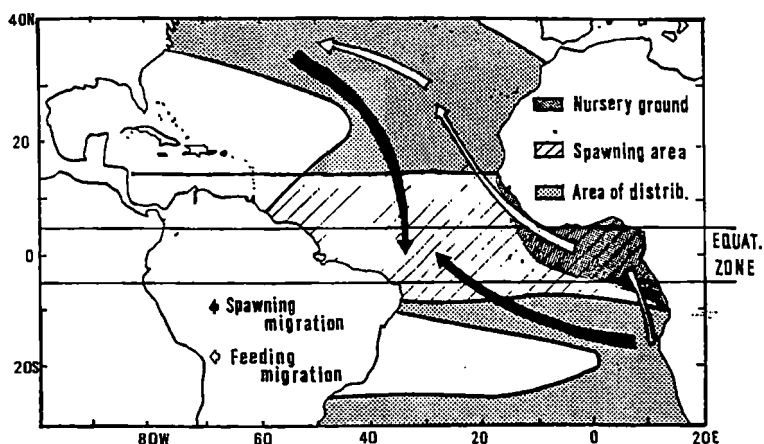 40N
20
0
20S
Nursery ground
Spawning area
Area of distrib.
EQUAT.
ZONE
Spawning
migration
Feeding
migration
80W
60
40
20
0
20E